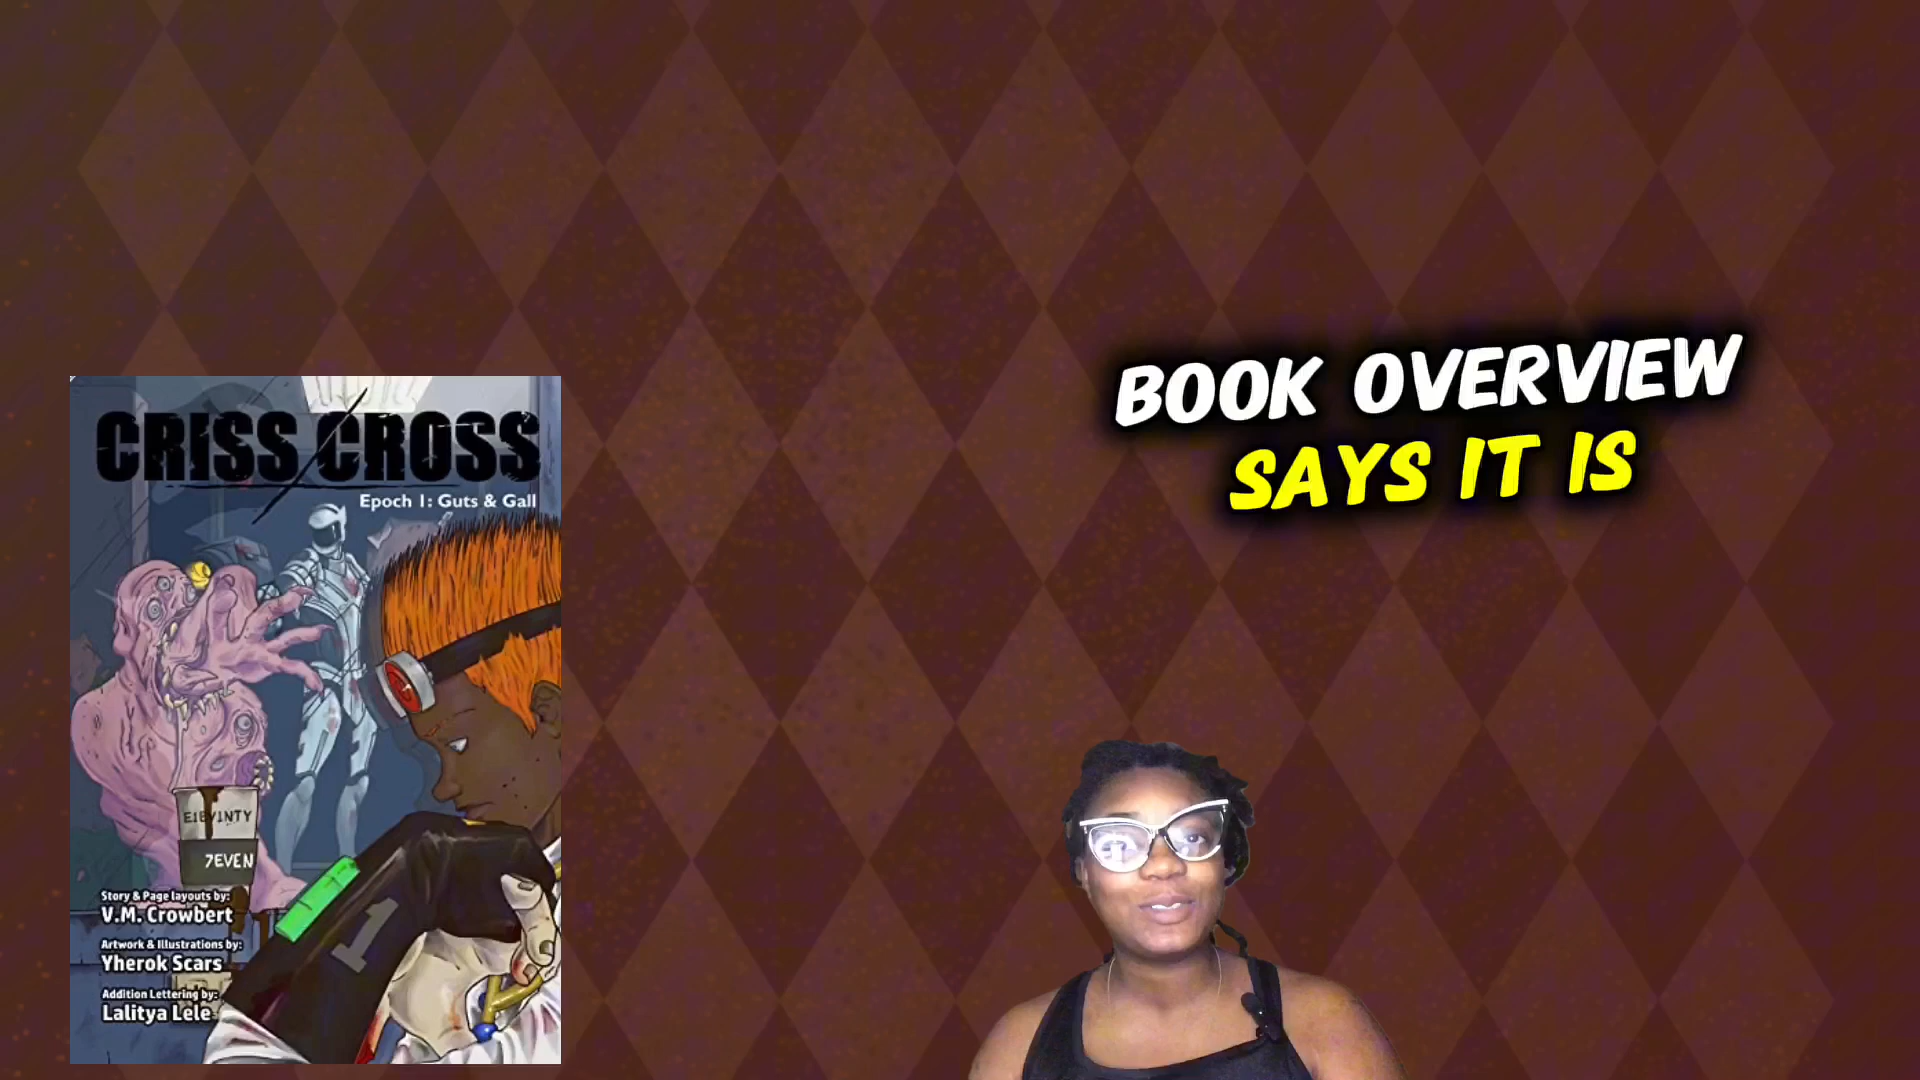 BOOK OVERVIEW
SAYS IT IS
CRISS CROSS
Epoch 1: Guts & Gall
7EVEN
Story & Page layouts by:
V.M. Crowbert
Artwork & Illustrations by:
Yherok Scars
Addition Lettering by:
Lalitya Lele
1